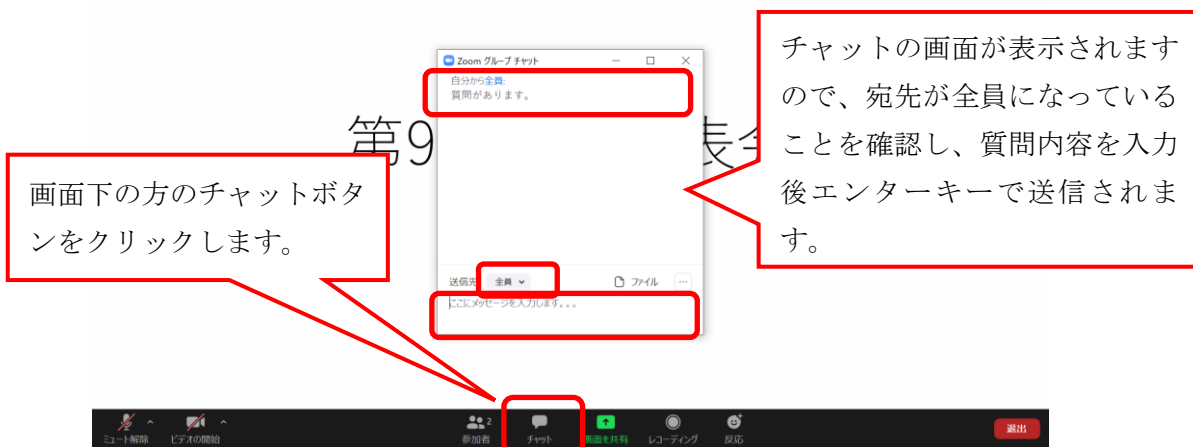 チャットの画面が表示されます
ので、宛先が全員になっている
ことを確認し、質問内容を入力
後エンターキーで送信されま
す。
Zoom グループ チャット
自分から全員:
質問があります。
第9
表会
画面下の方のチャットボタ
ンをクリックします。
送信先
全員
ファイル
ここにメッセージを入力します。。。
ミュート解除
ビデオの開始
2
参加者
チャット
画面を共有
レコーディング
反応
退出